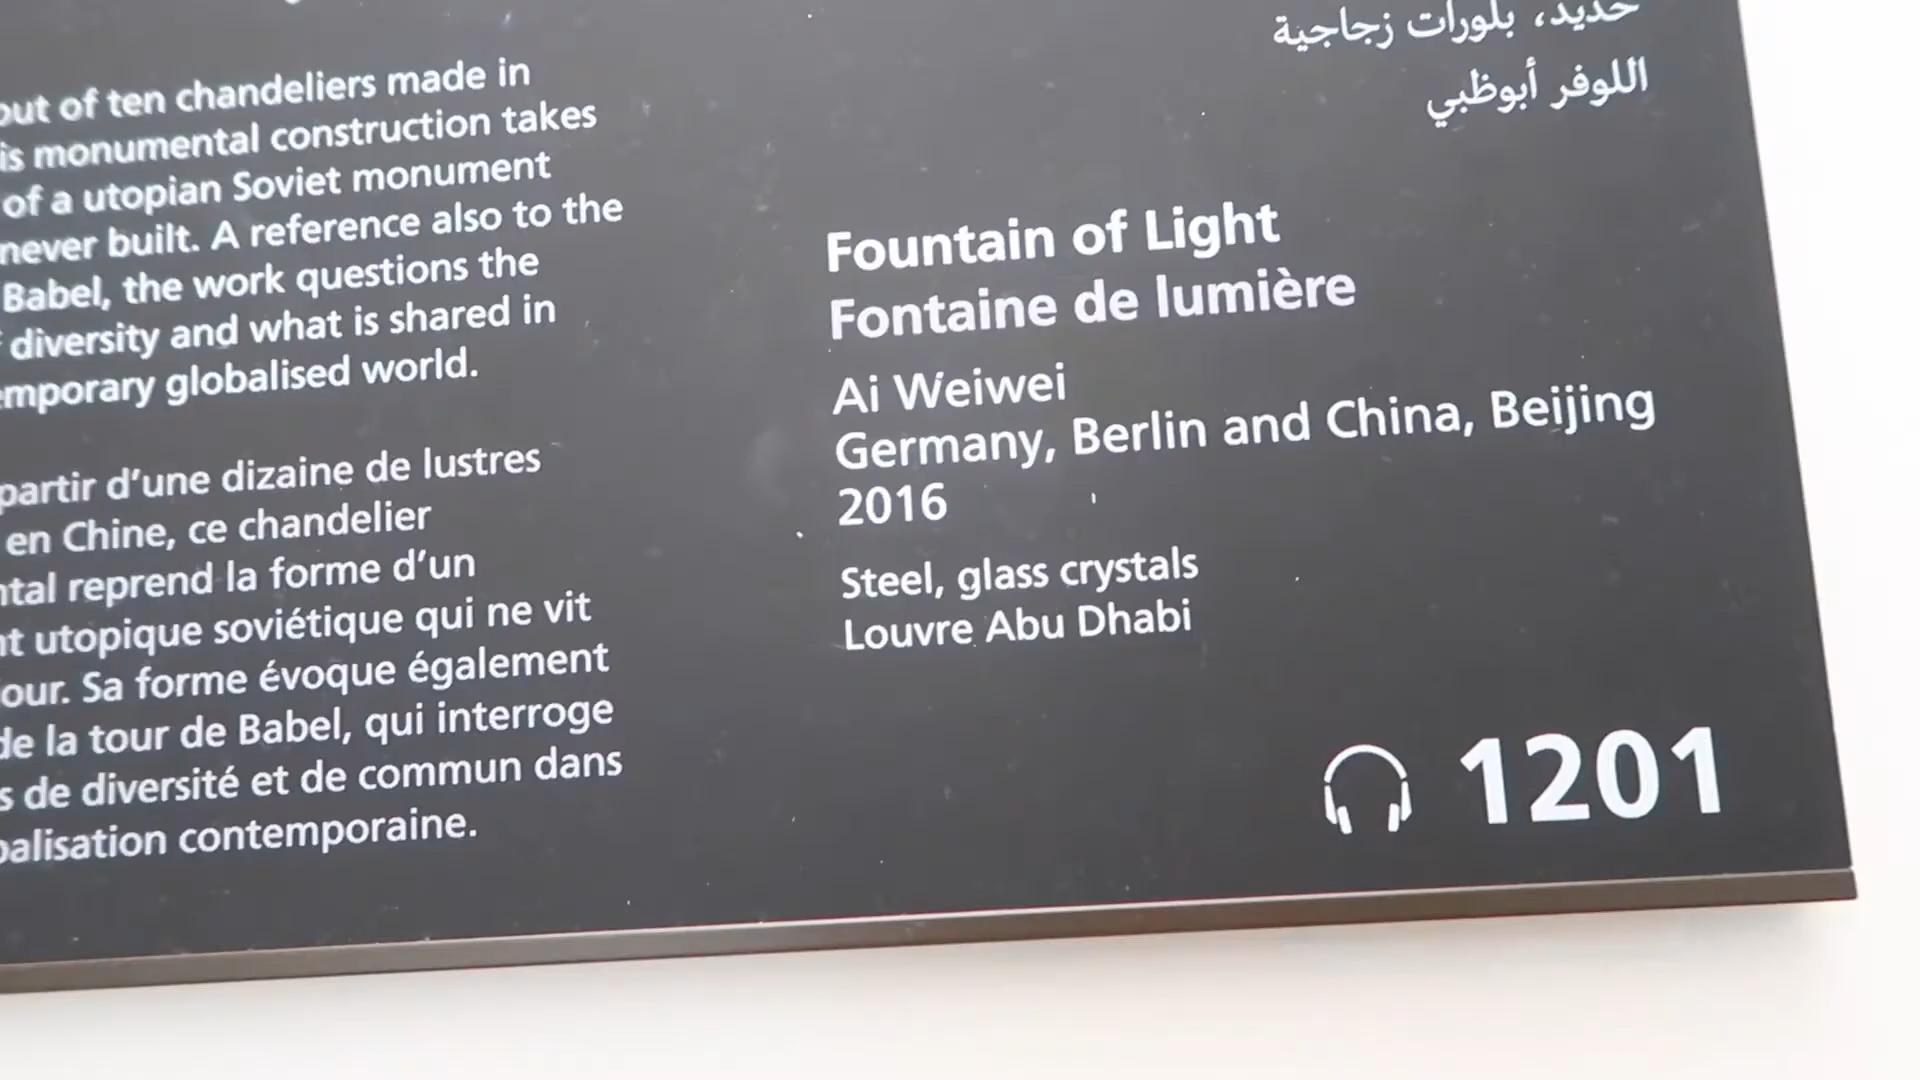 out of ten chandeliers made in
is monumental construction takes
of a utopian Soviet monument
never built. A reference also to the
Babel, the work questions the
diversity and what is shared in
globalised world.
partir d'une dizaine de lustres
en Chine, ce chandelier
reprend la forme d'un
utopique soviétique qui ne vit
jour. Sa forme évoque également
de la tour de Babel, qui interroge
de diversité et de commun dans
contemporaine.
حديد، بلورات زجاجية
اللوفر أبوظبي
Fountain of Light
Fontaine de lumière
Ai Weiwei
Germany, Berlin and China, Beijing
2016
Steel, glass crystals
Louvre Abu Dhabi
1201